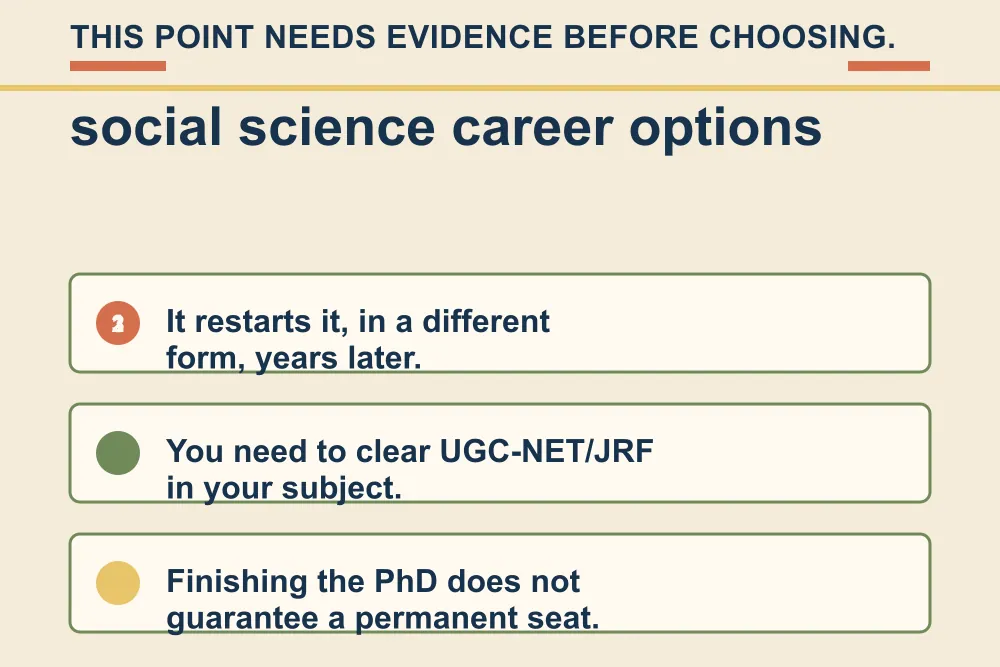 THIS POINT NEEDS EVIDENCE BEFORE CHOOSING.
social science career options
It restarts it, in a different
form, years later.
You need to clear UGC-NET/JRF
in your subject.
Finishing the PhD does not
guarantee a permanent seat.